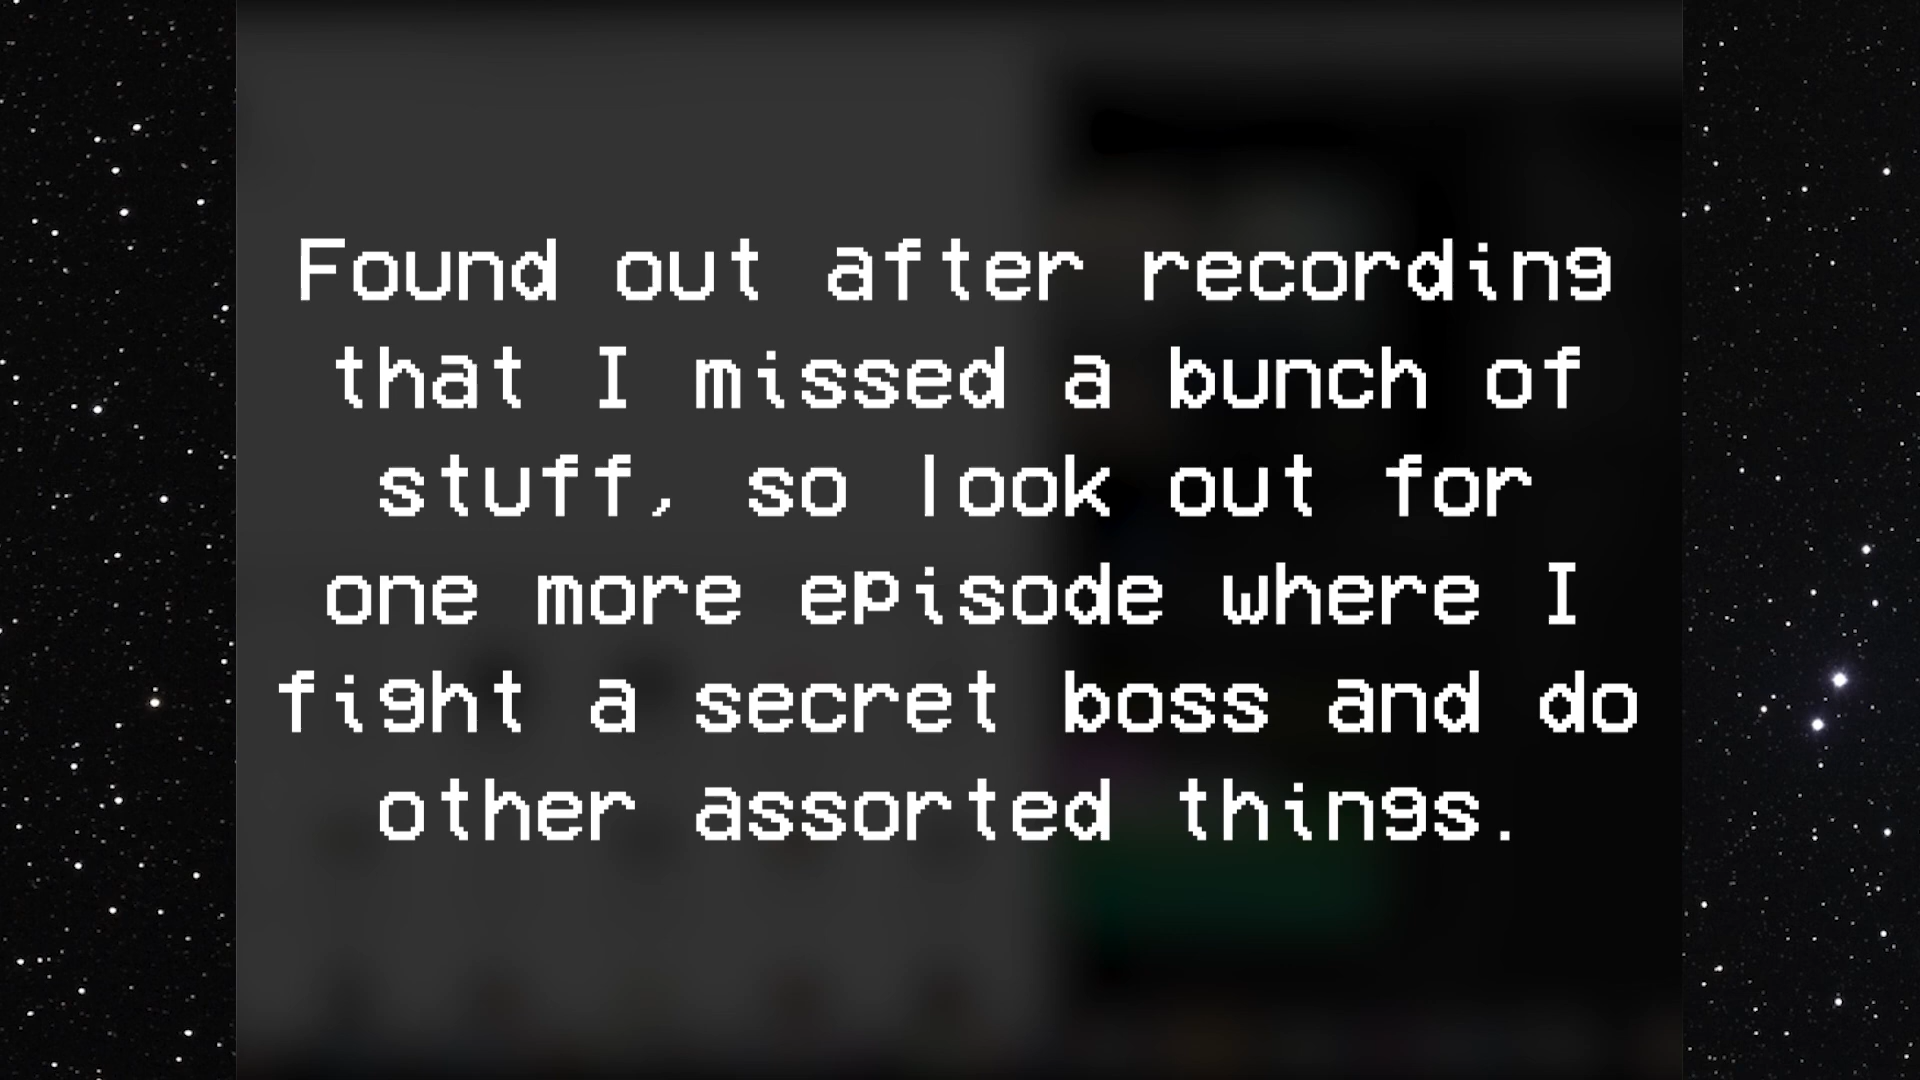 Found out after recording
that I missed a bunch of
stuff, so look out for
one more episode where I
fight a secret boss and do
other assorted things.